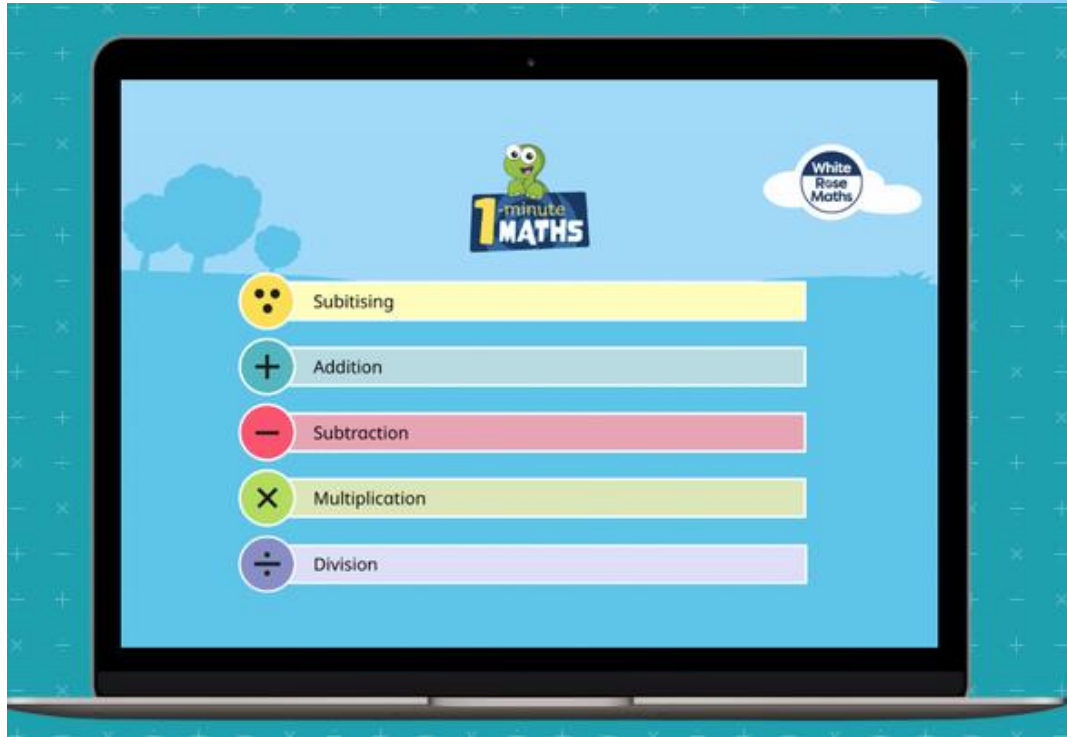 1-minute
MATHS
White
Rose
Maths
Subitising
Addition
Subtraction
Multiplication
Division